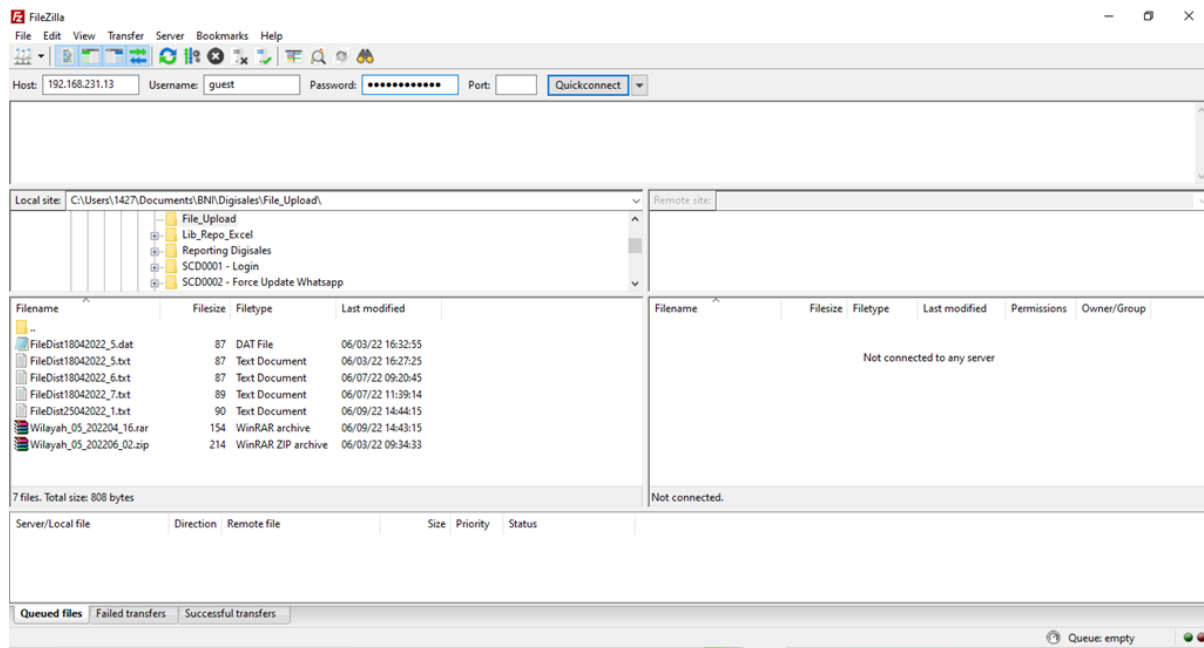 FileZilla
File Edit View Transfer Server Bookmarks Help
Host: 192.168.231.13 Username: guest Password: •••••••••••• Port: Quickconnect
Local site: C:\Users\1427\Documents\BNI\Digisales\File_Upload\
Remote site:
File_Upload
Lib_Repo_Excel
Reporting Digisales
SCD0001 - Login
SCD0002 - Force Update Whatsapp
Filename Filesize Filetype Last modified
..
FileDist18042022_5.dat 87 DAT File 06/03/22 16:32:55
FileDist18042022_5.txt 87 Text Document 06/03/22 16:27:25
FileDist18042022_6.txt 87 Text Document 06/07/22 09:20:45
FileDist18042022_7.txt 89 Text Document 06/07/22 11:39:14
FileDist25042022_1.txt 90 Text Document 06/09/22 14:44:15
Wilayah_05_202204_16.rar 154 WinRAR archive 06/09/22 14:43:15
Wilayah_05_202206_02.zip 214 WinRAR ZIP archive 06/03/22 09:34:33
7 files. Total size: 808 bytes
Filename Filesize Filetype Last modified Permissions Owner/Group
Not connected to any server
Not connected.
Server/Local file Direction Remote file Size Priority Status
Queued files Failed transfers Successful transfers
Queue: empty